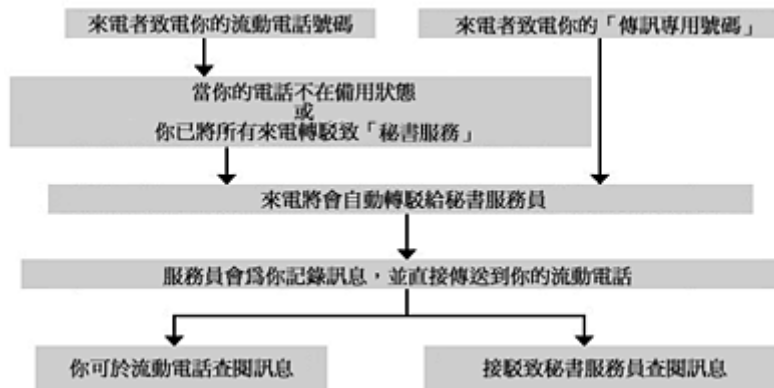 來電者致電你的流動電話號碼
來電者致電你的「傳訊專用號碼」
當你的電話不在備用狀態
或
你已將所有來電轉駁致「秘書服務」
來電將會自動轉駁給秘書服務員
服務員會爲你記錄訊息，並直接傳送到你的流動電話
你可於流動電話查閱訊息
接駁致秘書服務員查閱訊息